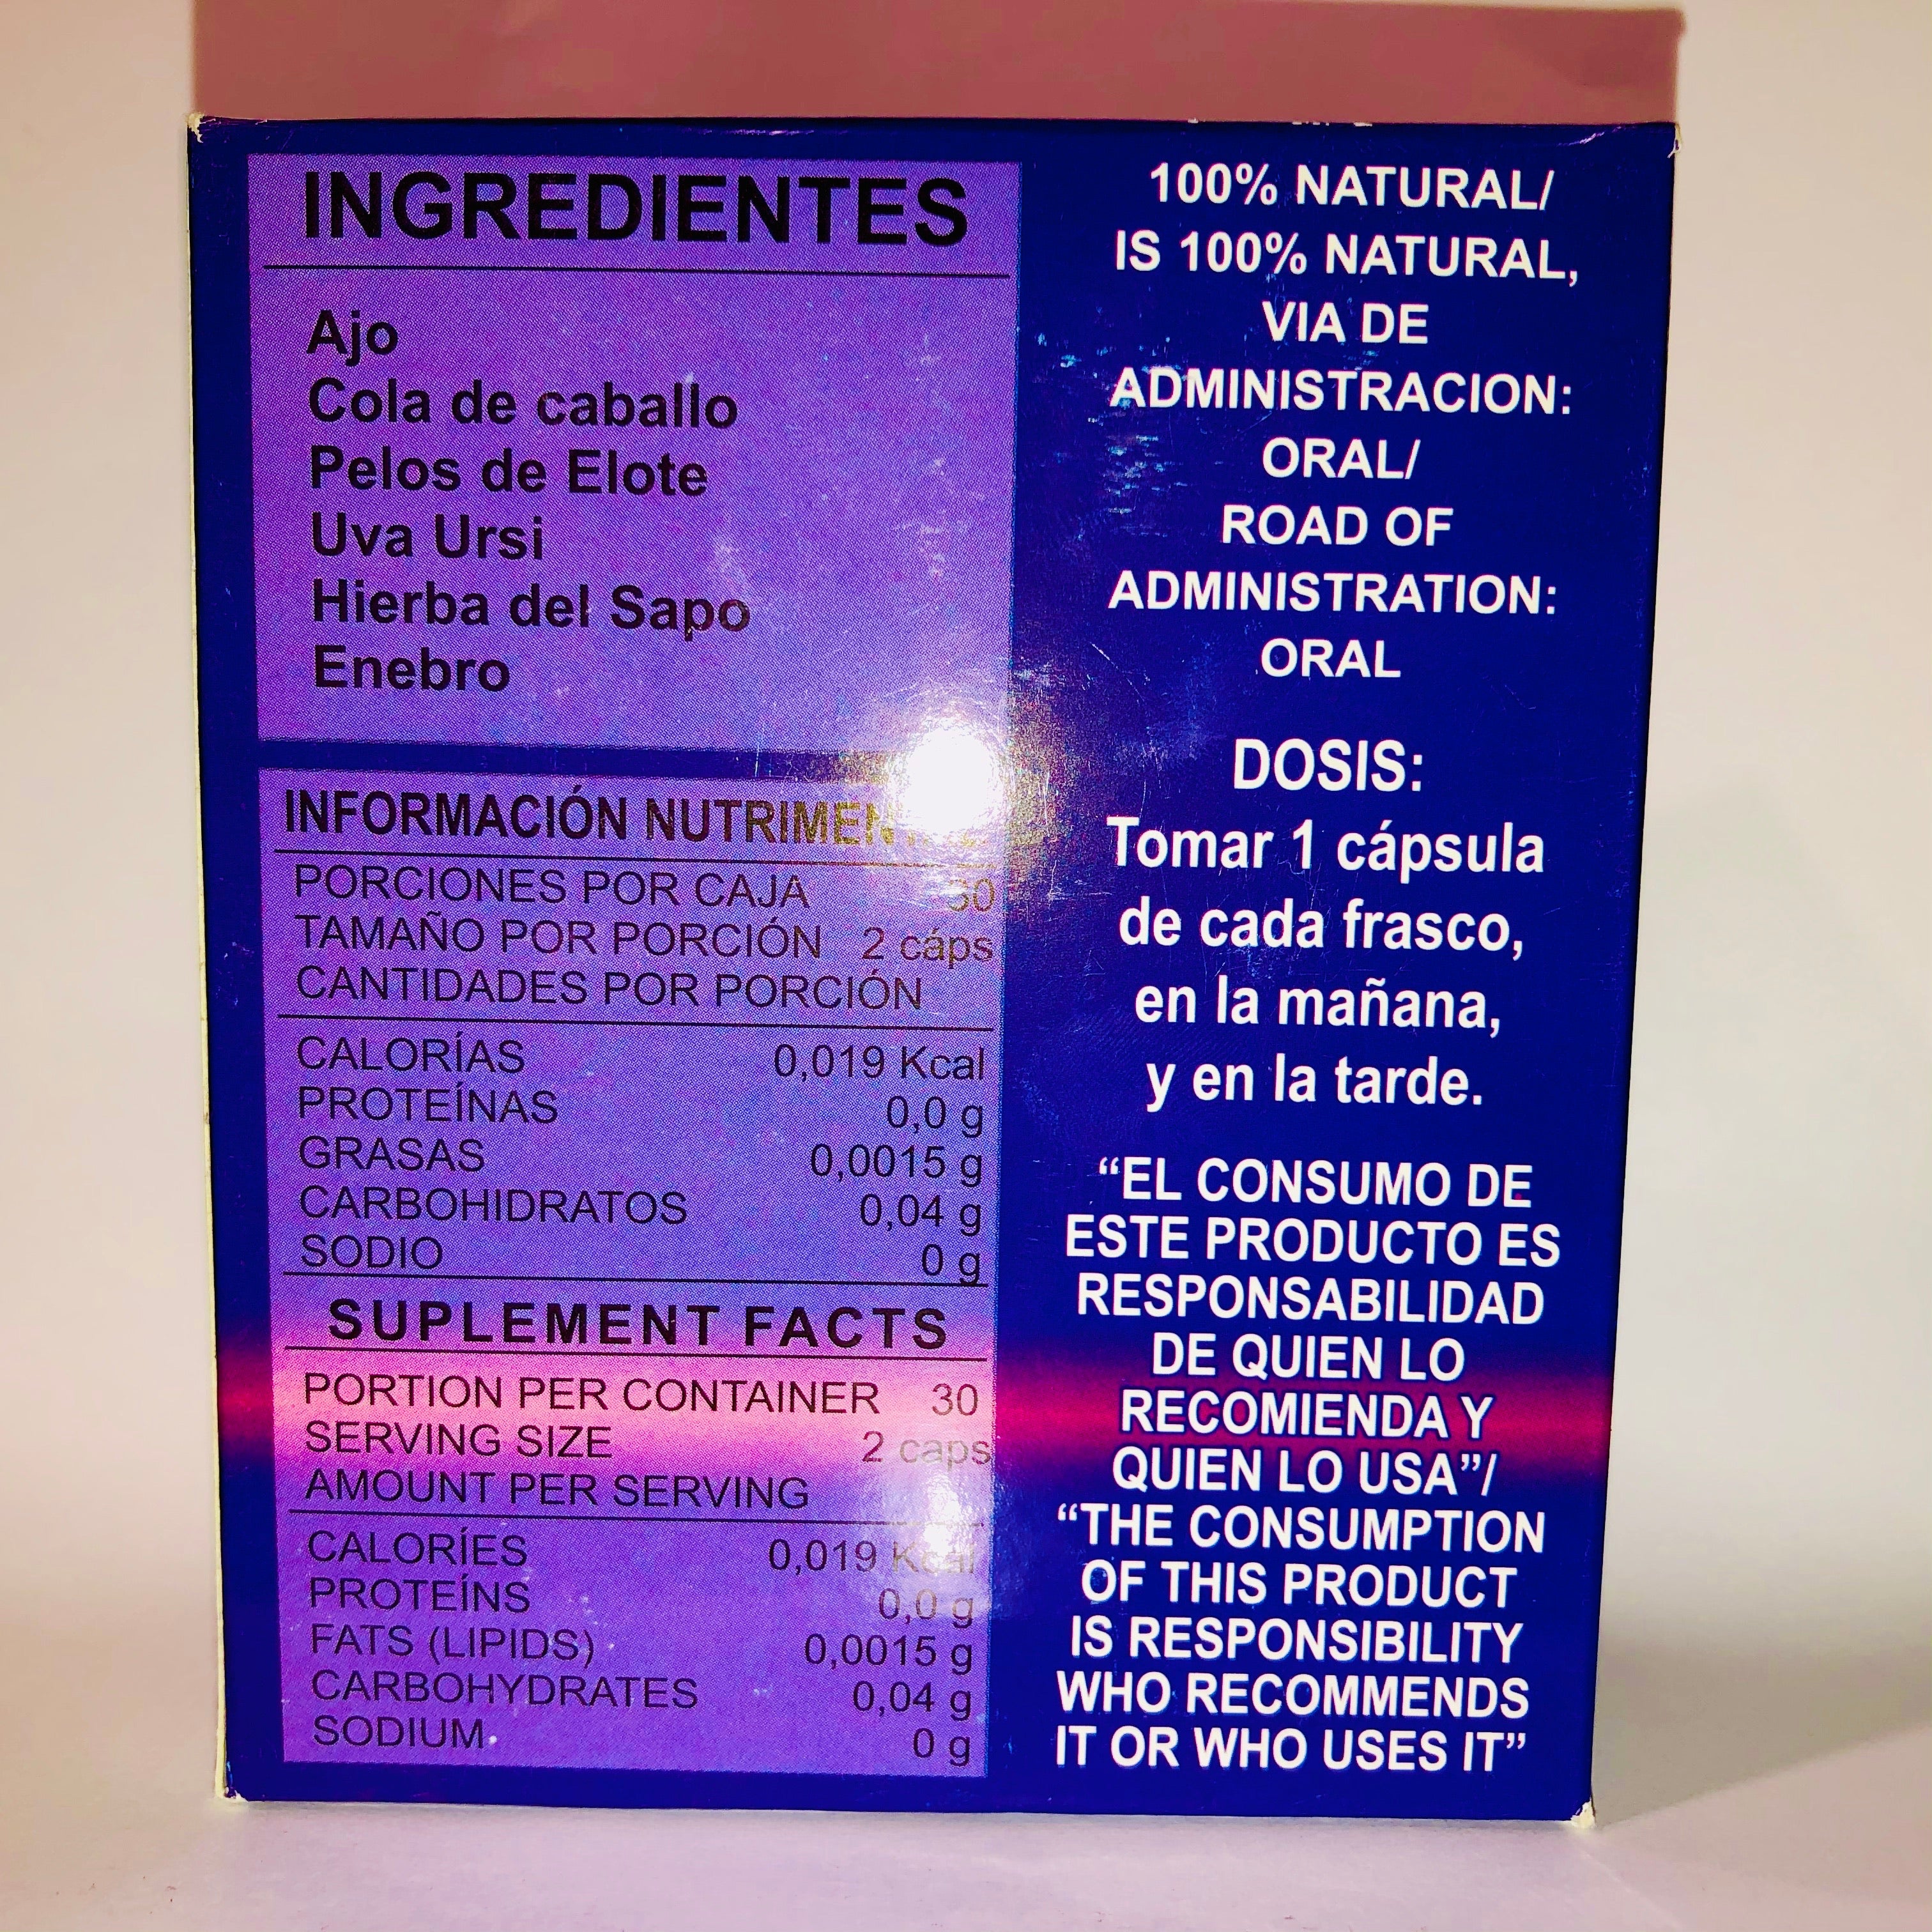 INGREDIENTES
Ajo
Cola de caballo
Pelos de Elote
Uva Ursi
Hierba del Sapo
Enebro
INFORMACIÓN
PORCIONES POR CAJA 30
TAMAÑO POR PORCIÓN 2 cáps
CANTIDADES POR PORCIÓN
CALORÍAS 0,019 Kcal
PROTEÍNAS 0,0 g
GRASAS 0,0015 g
CARBOHIDRATOS 0,04 g
SODIO 0 g
SUPLEMENT FACTS
PORTION PER CONTAINER 30
SERVING SIZE 2 caps
AMOUNT PER SERVING
CALORÍES 0,019 Kcal
PROTEÍNS 0,0 g
FATS (LIPIDS) 0,0015 g
CARBOHYDRATES 0,04 g
SODIUM 0 g
100% NATURAL/
IS 100% NATURAL,
VIA DE
ADMINISTRACION:
ORAL/
ROAD OF
ADMINISTRATION:
ORAL
DOSIS:
Tomar 1 cápsula
de cada frasco,
en la mañana,
y en la tarde.
“EL CONSUMO DE
ESTE PRODUCTO ES
RESPONSABILIDAD
DE QUIEN LO
RECOMIENDA Y
QUIEN LO USA”/
“THE CONSUMPTION
OF THIS PRODUCT
IS RESPONSIBILITY
WHO RECOMMENDS
IT OR WHO USES IT”